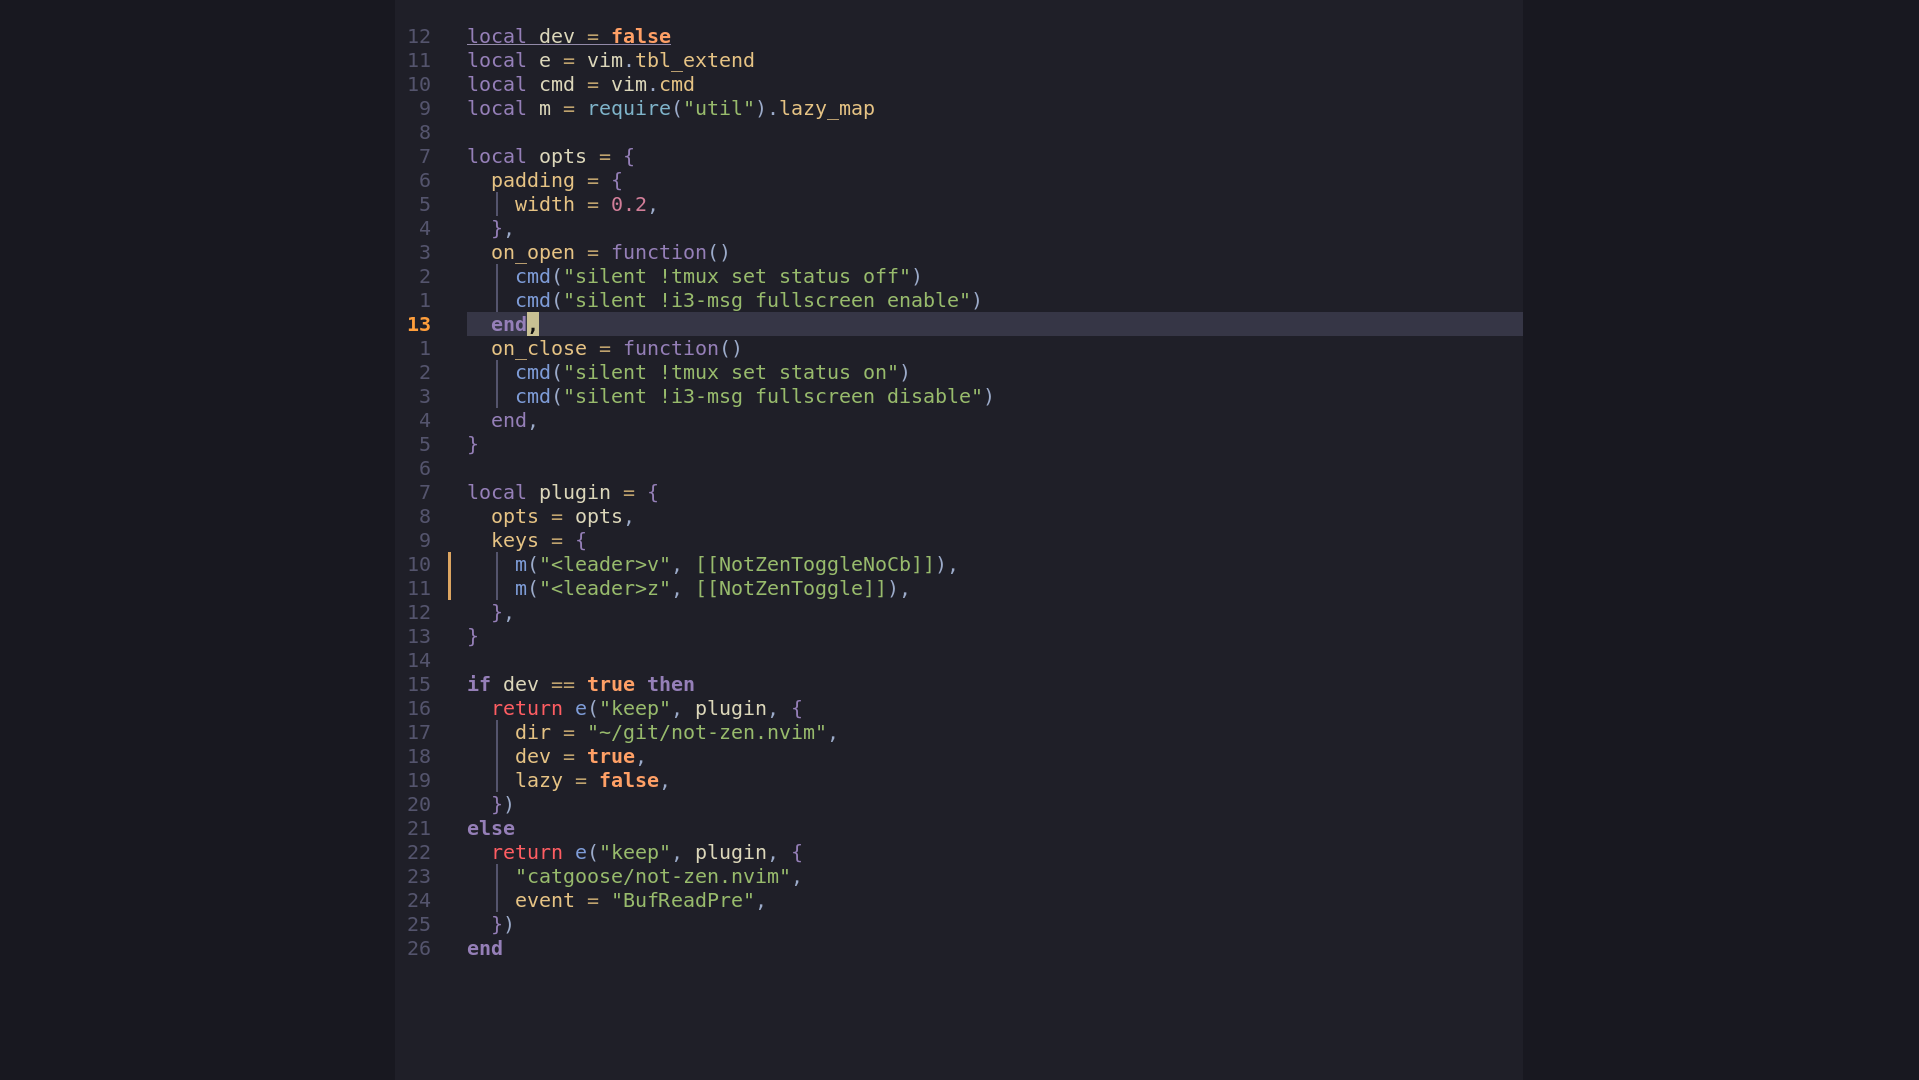 12 local dev = false
11 local e = vim.tbl_extend
10 local cmd = vim.cmd
9 local m = require("util").lazy_map
8
7 local opts = {
6   padding = {
5     width = 0.2,
4   },
3   on_open = function()
2     cmd("silent !tmux set status off")
1     cmd("silent !i3-msg fullscreen enable")
13   end,
1   on_close = function()
2     cmd("silent !tmux set status on")
3     cmd("silent !i3-msg fullscreen disable")
4   end,
5 }
6
7 local plugin = {
8   opts = opts,
9   keys = {
10     m("<leader>v", [[NotZenToggleNoCb]]),
11     m("<leader>z", [[NotZenToggle]]),
12   },
13 }
14
15 if dev == true then
16   return e("keep", plugin, {
17     dir = "~/git/not-zen.nvim",
18     dev = true,
19     lazy = false,
20   })
21 else
22   return e("keep", plugin, {
23     "catgoose/not-zen.nvim",
24     event = "BufReadPre",
25   })
26 end